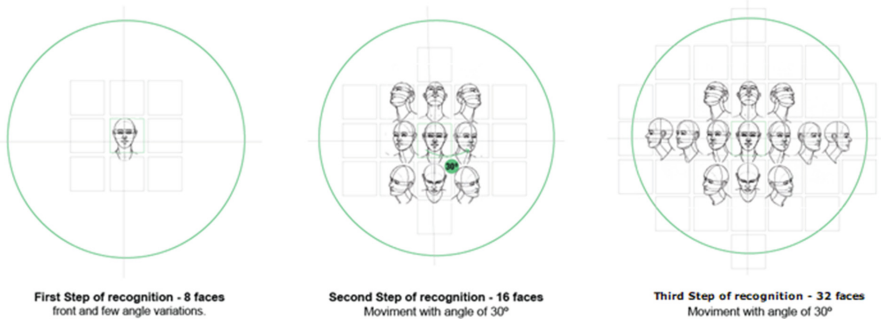 30º
First Step of recognition - 8 faces
front and few angle variations.
Second Step of recognition - 16 faces
Moviment with angle of 30º
Third Step of recognition - 32 faces
Moviment with angle of 30º